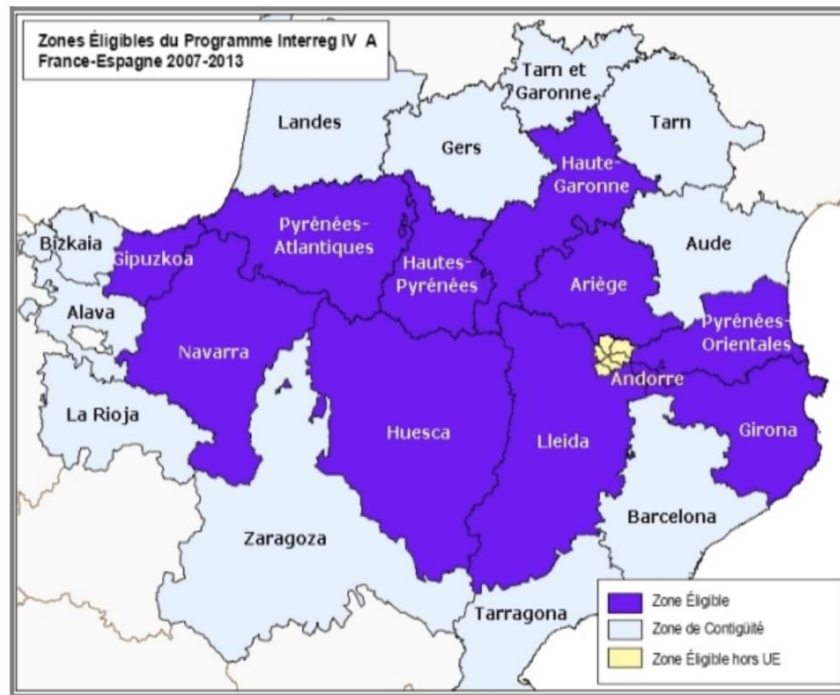 Zones Éligibles du Programme Interreg IV A
France-Espagne 2007-2013
Tarn et
Garonne
Landes
Tarn
Gers
Haute-
Garonne
Pyrénées-
Atlantiques
Bizkaia
Aude
Gipuzkoa
Hautes-
Pyrénées
Ariège
Alava
Pyrénées-
Orientales
Navarra
Andorre
La Rioja
Huesca
Lleida
Girona
Barcelona
Zaragoza
Tarragona
Zone Éligible
Zone de Contigüité
Zone Éligible hors UE